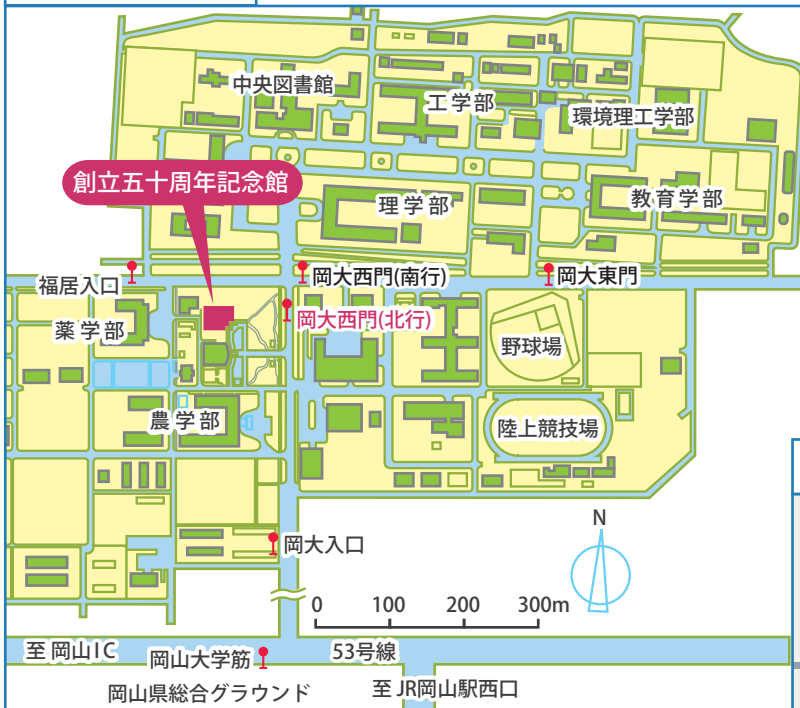 中央図書館
工学部
環境理工学部
創立五十周年記念館
理学部
教育学部
福居入口
岡大西門(南行)
岡大東門
岡大西門(北行)
薬学部
野球場
農学部
陸上競技場
N
岡大入口
0 100 200 300m
至 岡山IC
岡山大学筋
53号線
岡山県総合グラウンド
至 JR岡山駅西口